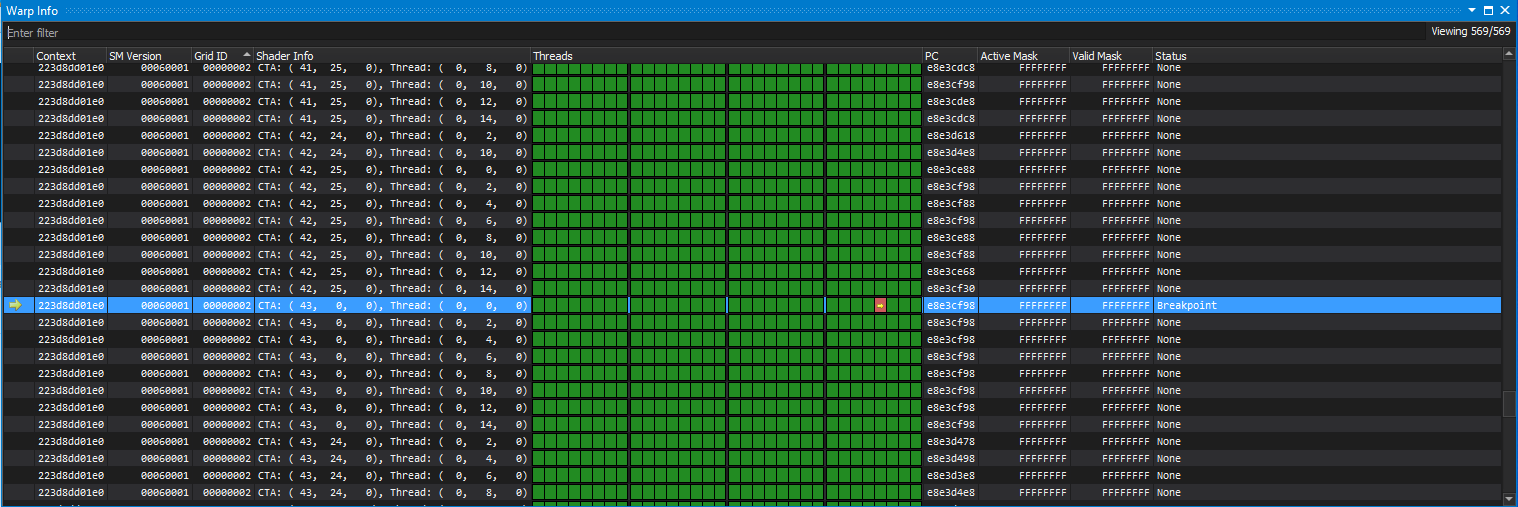 Warp Info
Enter filter
Viewing 569/569
Context SM Version Grid ID Shader Info Threads PC Active Mask Valid Mask Status
223d8dd01e0 00060001 00000002 CTA: ( 41, 25, 0), Thread: ( 0, 8, 0) e8e3cdc8 FFFFFFFF FFFFFFFF None
223d8dd01e0 00060001 00000002 CTA: ( 41, 25, 0), Thread: ( 0, 10, 0) e8e3cf98 FFFFFFFF FFFFFFFF None
223d8dd01e0 00060001 00000002 CTA: ( 41, 25, 0), Thread: ( 0, 12, 0) e8e3cde8 FFFFFFFF FFFFFFFF None
223d8dd01e0 00060001 00000002 CTA: ( 41, 25, 0), Thread: ( 0, 14, 0) e8e3cdc8 FFFFFFFF FFFFFFFF None
223d8dd01e0 00060001 00000002 CTA: ( 42, 24, 0), Thread: ( 0, 2, 0) e8e3d618 FFFFFFFF FFFFFFFF None
223d8dd01e0 00060001 00000002 CTA: ( 42, 24, 0), Thread: ( 0, 10, 0) e8e3d4e8 FFFFFFFF FFFFFFFF None
223d8dd01e0 00060001 00000002 CTA: ( 42, 25, 0), Thread: ( 0, 0, 0) e8e3ce88 FFFFFFFF FFFFFFFF None
223d8dd01e0 00060001 00000002 CTA: ( 42, 25, 0), Thread: ( 0, 2, 0) e8e3cf98 FFFFFFFF FFFFFFFF None
223d8dd01e0 00060001 00000002 CTA: ( 42, 25, 0), Thread: ( 0, 4, 0) e8e3cf88 FFFFFFFF FFFFFFFF None
223d8dd01e0 00060001 00000002 CTA: ( 42, 25, 0), Thread: ( 0, 6, 0) e8e3cf98 FFFFFFFF FFFFFFFF None
223d8dd01e0 00060001 00000002 CTA: ( 42, 25, 0), Thread: ( 0, 8, 0) e8e3ce88 FFFFFFFF FFFFFFFF None
223d8dd01e0 00060001 00000002 CTA: ( 42, 25, 0), Thread: ( 0, 10, 0) e8e3cf88 FFFFFFFF FFFFFFFF None
223d8dd01e0 00060001 00000002 CTA: ( 42, 25, 0), Thread: ( 0, 12, 0) e8e3ce68 FFFFFFFF FFFFFFFF None
223d8dd01e0 00060001 00000002 CTA: ( 42, 25, 0), Thread: ( 0, 14, 0) e8e3cf30 FFFFFFFF FFFFFFFF None
223d8dd01e0 00060001 00000002 CTA: ( 43, 0, 0), Thread: ( 0, 0, 0) e8e3cf98 FFFFFFFF FFFFFFFF Breakpoint
223d8dd01e0 00060001 00000002 CTA: ( 43, 0, 0), Thread: ( 0, 2, 0) e8e3cf98 FFFFFFFF FFFFFFFF None
223d8dd01e0 00060001 00000002 CTA: ( 43, 0, 0), Thread: ( 0, 4, 0) e8e3cf98 FFFFFFFF FFFFFFFF None
223d8dd01e0 00060001 00000002 CTA: ( 43, 0, 0), Thread: ( 0, 6, 0) e8e3cf98 FFFFFFFF FFFFFFFF None
223d8dd01e0 00060001 00000002 CTA: ( 43, 0, 0), Thread: ( 0, 8, 0) e8e3cf98 FFFFFFFF FFFFFFFF None
223d8dd01e0 00060001 00000002 CTA: ( 43, 0, 0), Thread: ( 0, 10, 0) e8e3cf98 FFFFFFFF FFFFFFFF None
223d8dd01e0 00060001 00000002 CTA: ( 43, 0, 0), Thread: ( 0, 12, 0) e8e3cf98 FFFFFFFF FFFFFFFF None
223d8dd01e0 00060001 00000002 CTA: ( 43, 0, 0), Thread: ( 0, 14, 0) e8e3cf98 FFFFFFFF FFFFFFFF None
223d8dd01e0 00060001 00000002 CTA: ( 43, 24, 0), Thread: ( 0, 2, 0) e8e3d478 FFFFFFFF FFFFFFFF None
223d8dd01e0 00060001 00000002 CTA: ( 43, 24, 0), Thread: ( 0, 4, 0) e8e3d498 FFFFFFFF FFFFFFFF None
223d8dd01e0 00060001 00000002 CTA: ( 43, 24, 0), Thread: ( 0, 6, 0) e8e3d3e8 FFFFFFFF FFFFFFFF None
223d8dd01e0 00060001 00000002 CTA: ( 43, 24, 0), Thread: ( 0, 8, 0) e8e3d4e8 FFFFFFFF FFFFFFFF None